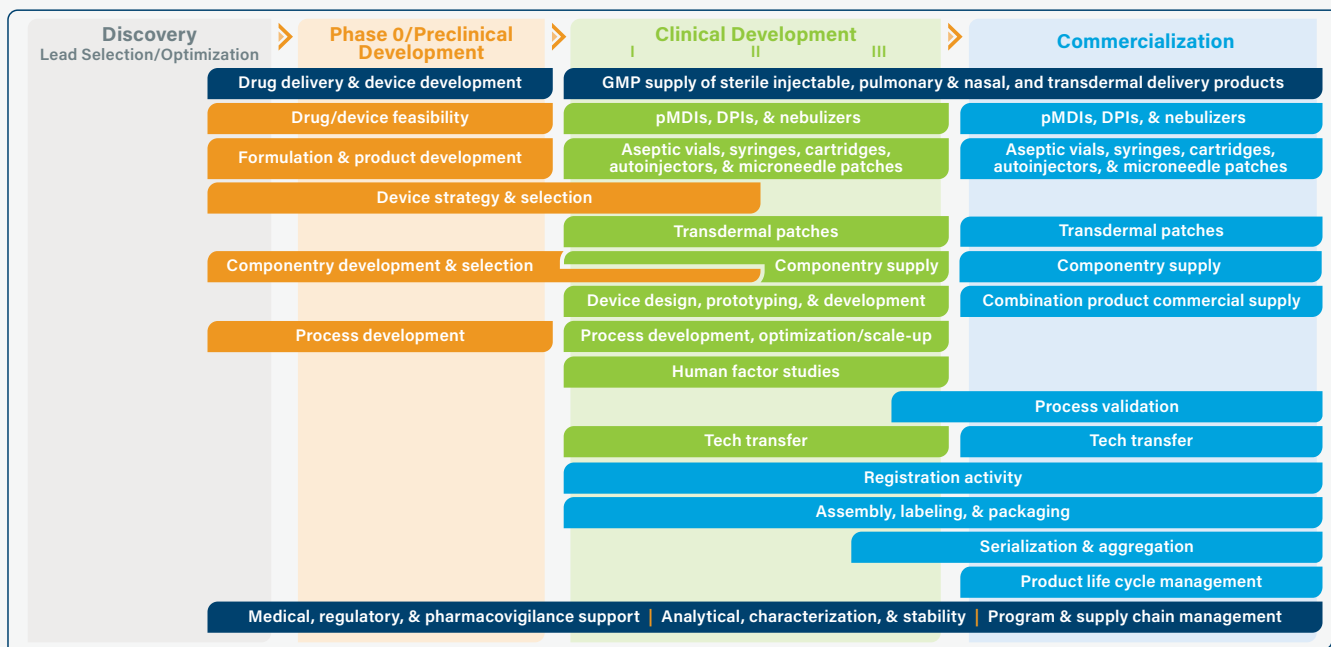 Discovery
Lead Selection/Optimization
Phase 0/Preclinical
Development
Clinical Development
I II III
Commercialization
Drug delivery & device development
GMP supply of sterile injectable, pulmonary & nasal, and transdermal delivery products
Drug/device feasibility
pMDIs, DPIs, & nebulizers
pMDIs, DPIs, & nebulizers
Formulation & product development
Aseptic vials, syringes, cartridges,
autoinjectors, & microneedle patches
Aseptic vials, syringes, cartridges,
autoinjectors, & microneedle patches
Device strategy & selection
Transdermal patches
Transdermal patches
Componentry development & selection
Componentry supply
Componentry supply
Device design, prototyping, & development
Combination product commercial supply
Process development
Process development, optimization/scale-up
Human factor studies
Process validation
Tech transfer
Tech transfer
Registration activity
Assembly, labeling, & packaging
Serialization & aggregation
Product life cycle management
Medical, regulatory, & pharmacovigilance support | Analytical, characterization, & stability | Program & supply chain management